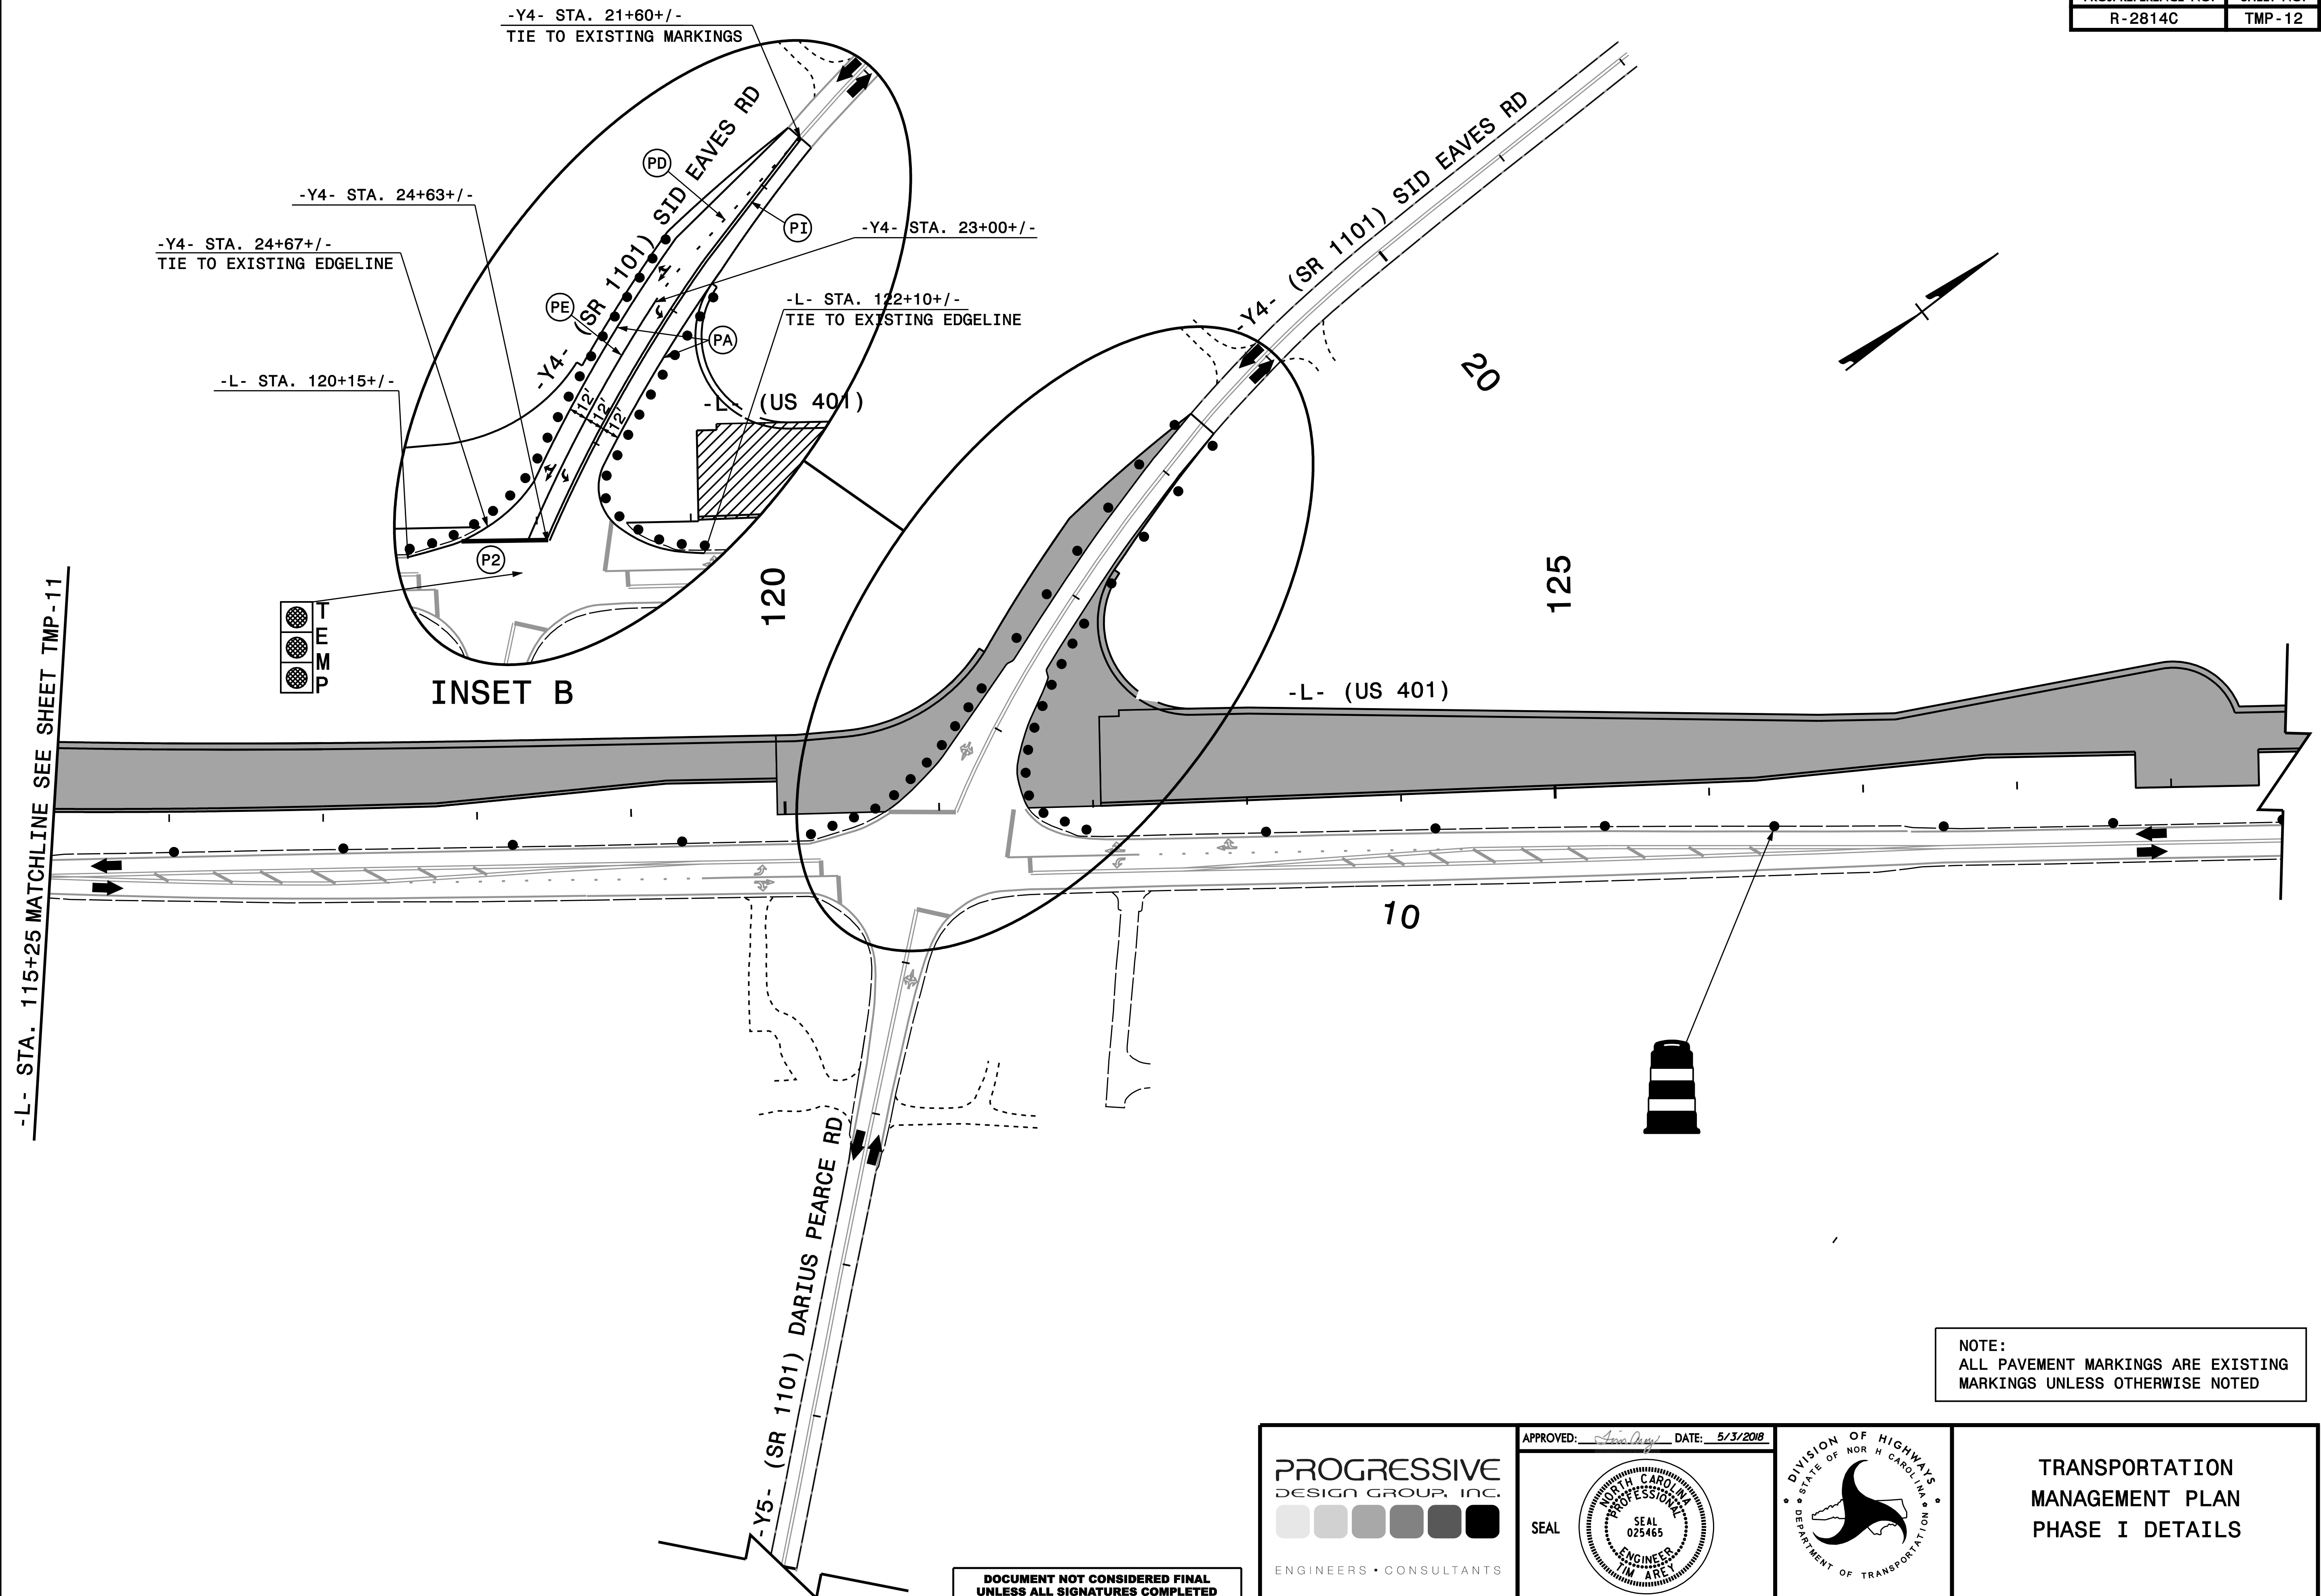 R-2814C
TMP-12
-Y4- STA. 21+60+/-
TIE TO EXISTING MARKINGS
-Y4- (SR 1101) SID EAVES RD
PD
PI
-Y4- STA. 24+63+/-
-Y4- STA. 24+67+/-
TIE TO EXISTING EDGELINE
-Y4- STA. 23+00+/-
PE
PA
-L- STA. 122+10+/-
TIE TO EXISTING EDGELINE
-L- STA. 120+15+/-
12'
12'
12'
-L- (US 401)
P2
TEMP
INSET B
-Y4- (SR 1101) SID EAVES RD
20
120
125
-L- (US 401)
-L- STA. 115+25 MATCHLINE SEE SHEET TMP-11
10
-Y5- (SR 1101) DARIUS PEARCE RD
NOTE:
ALL PAVEMENT MARKINGS ARE EXISTING
MARKINGS UNLESS OTHERWISE NOTED
PROGRESSIVE
DESIGN GROUP, INC.
ENGINEERS • CONSULTANTS
APPROVED:
DATE: 5/3/2018
SEAL
NORTH CAROLINA
PROFESSIONAL
SEAL
025465
ENGINEER
TIM AREY
DIVISION OF HIGHWAYS
STATE OF NOR H CAROLINA
DEPARTMENT OF TRANSPORTATION
TRANSPORTATION
MANAGEMENT PLAN
PHASE I DETAILS
DOCUMENT NOT CONSIDERED FINAL
UNLESS ALL SIGNATURES COMPLETED